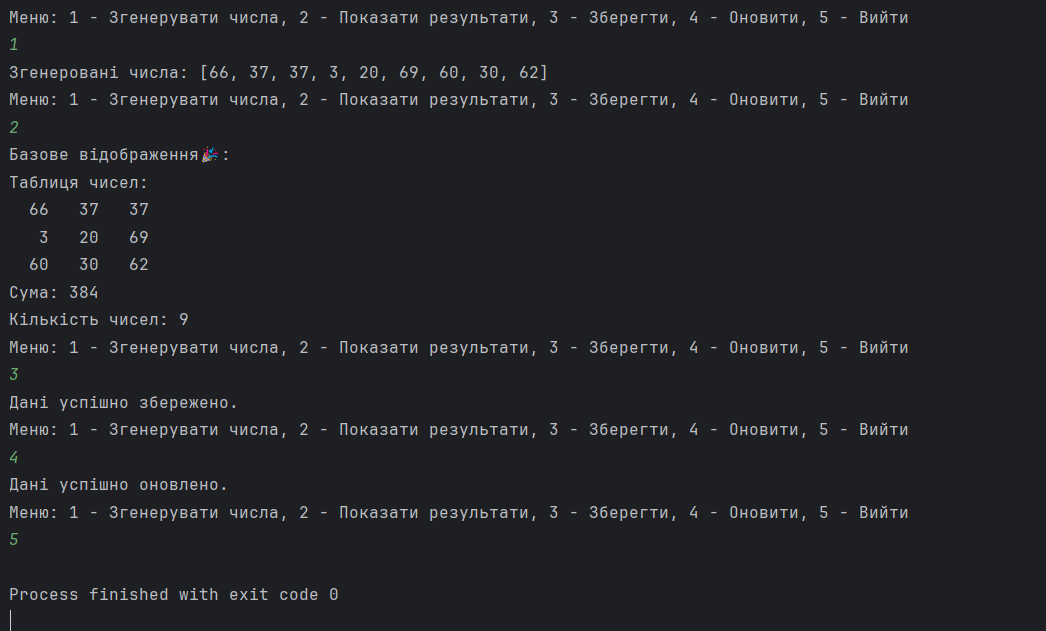 Меню: 1 - Згенерувати числа, 2 - Показати результати, 3 - Зберегти, 4 - Оновити, 5 - Вийти
1
Згенеровані числа: [66, 37, 37, 3, 20, 69, 60, 30, 62]
Меню: 1 - Згенерувати числа, 2 - Показати результати, 3 - Зберегти, 4 - Оновити, 5 - Вийти
2
Базове відображення🎉:
Таблиця чисел:
  66   37   37
   3   20   69
  60   30   62
Сума: 384
Кількість чисел: 9
Меню: 1 - Згенерувати числа, 2 - Показати результати, 3 - Зберегти, 4 - Оновити, 5 - Вийти
3
Дані успішно збережено.
Меню: 1 - Згенерувати числа, 2 - Показати результати, 3 - Зберегти, 4 - Оновити, 5 - Вийти
4
Дані успішно оновлено.
Меню: 1 - Згенерувати числа, 2 - Показати результати, 3 - Зберегти, 4 - Оновити, 5 - Вийти
5
Process finished with exit code 0